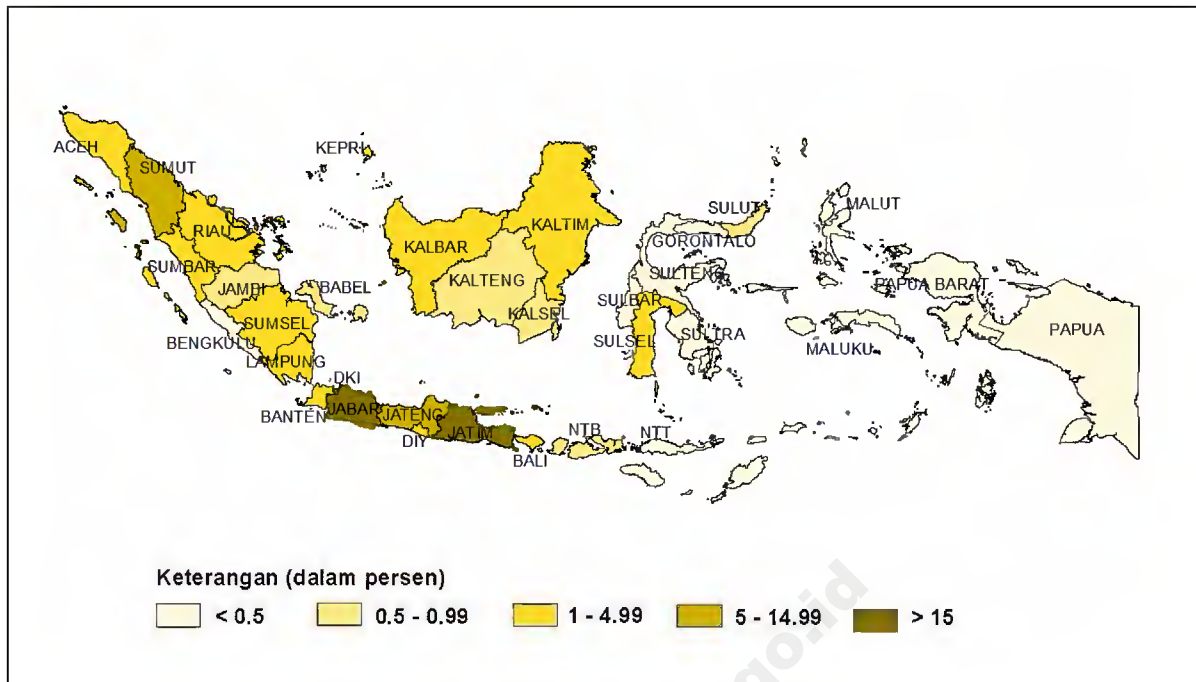 ACEH
SUMUT
KEPRI
RIAU
SUMBAR
JAMBI
BABEL
SUMSEL
BENGKULU
LAMPUNG
KALBAR
KALTIM
KALTENG
KALSEL
SULUT
MALUT
GORONTALO
SULTENG
SULBAR
SULSEL
SULTRA
PAPUA BARAT
PAPUA
MALUKU
DKI
BANTEN
JABAR
JATENG
DIY
JATIM
BALI
NTB
NTT
Keterangan (dalam persen)
< 0.5
0.5 - 0.99
1 - 4.99
5 - 14.99
> 15
go.id